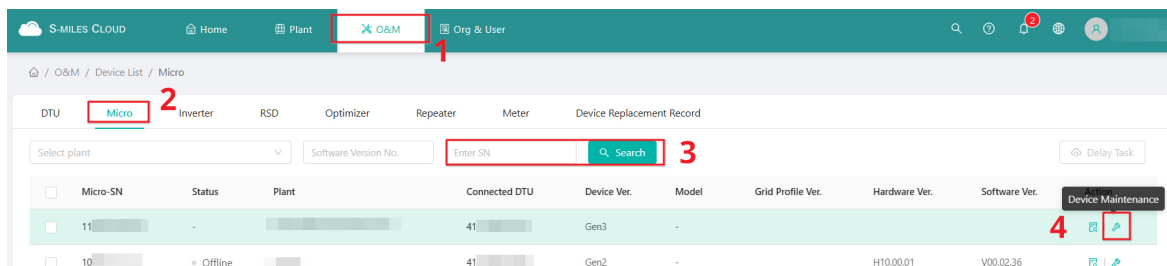 S-MILES CLOUD Home Plant O&M Org & User 2
1
/ O&M / Device List / Micro
2
DTU Micro Inverter RSD Optimizer Repeater Meter Device Replacement Record
Select plant Software Version No. Enter SN Search 3 Delay Task
Micro-SN Status Plant Connected DTU Device Ver. Model Grid Profile Ver. Hardware Ver. Software Ver. Action
Device Maintenance
11 - 41 Gen3 - 4
10 Offline 41 Gen2 - H10.00.01 V00.02.36